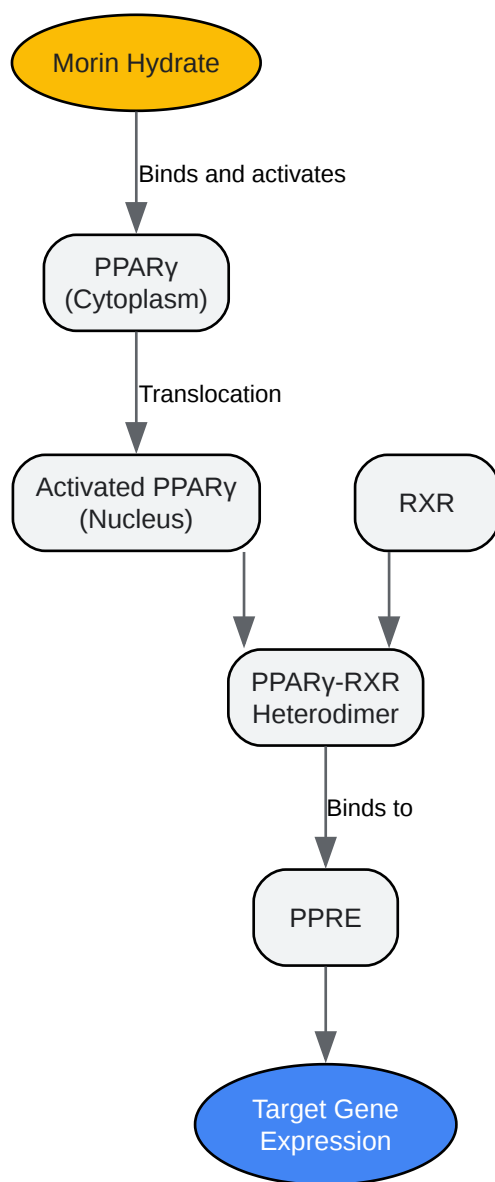 Morin Hydrate
Binds and activates
PPARγ
(Cytoplasm)
Translocation
Activated PPARγ
(Nucleus)
RXR
PPARγ-RXR
Heterodimer
Binds to
PPRE
Target Gene
Expression